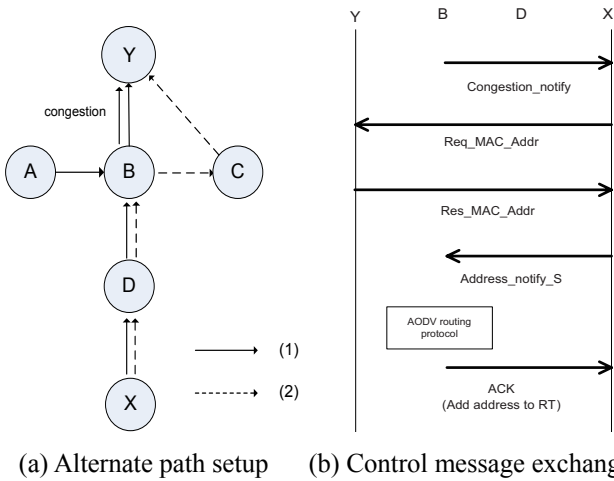 Y
congestion
A
B
C
D
(1)
(2)
X
(a) Alternate path setup
Y
B
D
X
Congestion_notify
Req_MAC_Addr
Res_MAC_Addr
Address_notify_S
AODV routing
protocol
ACK
(Add address to RT)
(b) Control message exchang